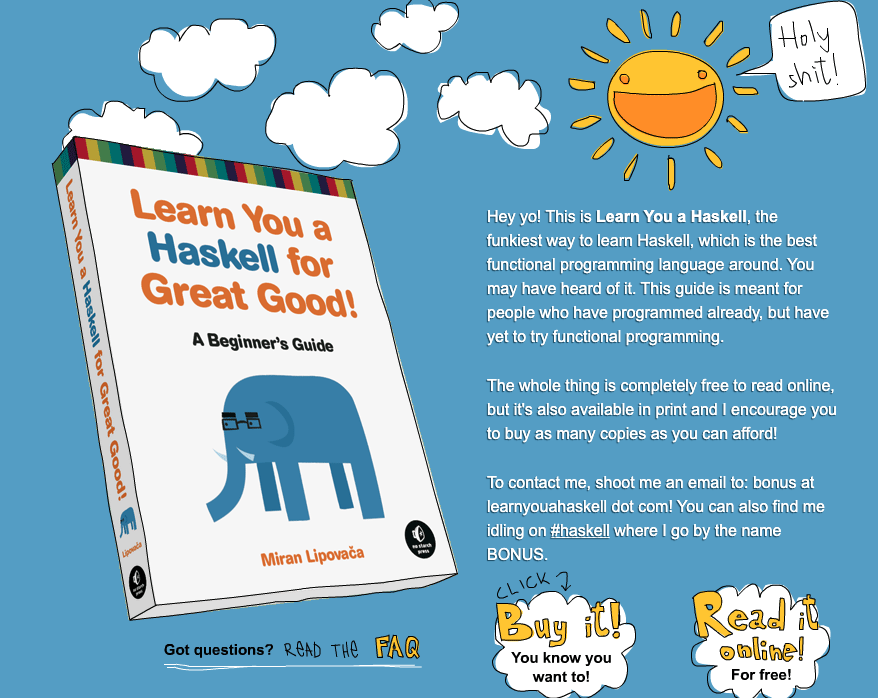 Holy
shit!
Learn You a
Haskell for
Great Good!
A Beginner's Guide
Miran Lipovača
no starch
press
Learn You a Haskell for Great Good!
Lipovača
Hey yo! This is Learn You a Haskell, the
funkiest way to learn Haskell, which is the best
functional programming language around. You
may have heard of it. This guide is meant for
people who have programmed already, but have
yet to try functional programming.
The whole thing is completely free to read online,
but it's also available in print and I encourage you
to buy as many copies as you can afford!
To contact me, shoot me an email to: bonus at
learnyouahaskell dot com! You can also find me
idling on #haskell where I go by the name
BONUS.
CLICK
Buy it!
You know you
want to!
Read it
online!
For free!
Got questions? READ THE FAQ